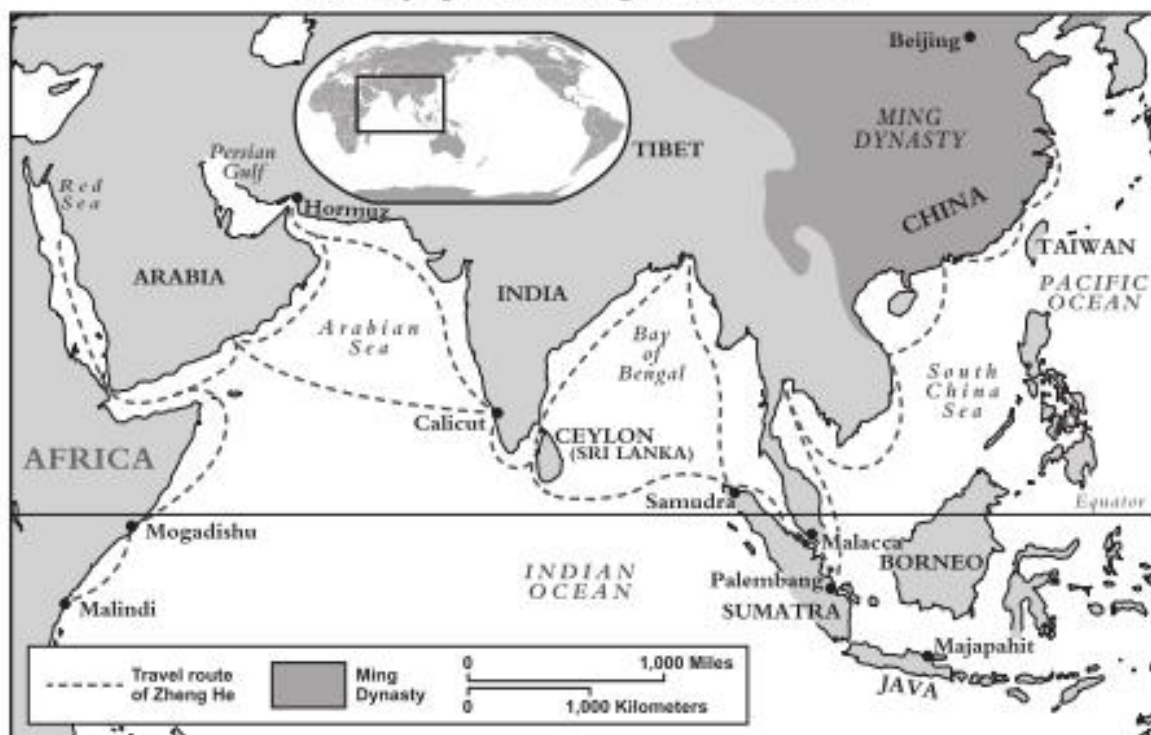 Beijing
MING
DYNASTY
TIBET
Persian
Gulf
Red
Sea
Hormuz
CHINA
TAIWAN
ARABIA
INDIA
PACIFIC
OCEAN
Arabian
Sea
Bay
of
Bengal
South
China
Sea
Calicut
CEYLON
(SRI LANKA)
AFRICA
Samudra
Equator
Mogadishu
Malacca
BORNEO
INDIAN
OCEAN
Palembang
SUMATRA
Malindi
Majapahit
JAVA
Travel route
of Zheng He
Ming
Dynasty
0 1,000 Miles
0 1,000 Kilometers